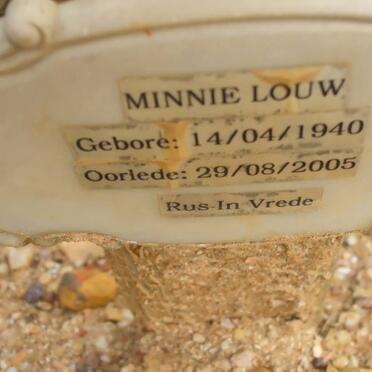 MINNIE LOUW
Gebore: 14/04/1940
Oorlede: 29/08/2005
Rus In Vrede